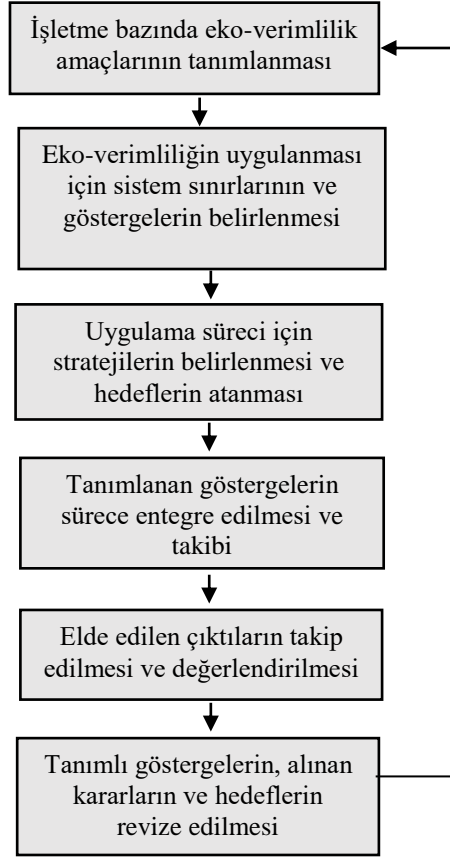 İşletme bazında eko-verimlilik
amaçlarının tanımlanması
Eko-verimliliğin uygulanması
için sistem sınırlarının ve
göstergelerin belirlenmesi
Uygulama süreci için
stratejilerin belirlenmesi ve
hedeflerin atanması
Tanımlanan göstergelerin
sürece entegre edilmesi ve
takibi
Elde edilen çıktıların takip
edilmesi ve değerlendirilmesi
Tanımlı göstergelerin, alınan
kararların ve hedeflerin
revize edilmesi